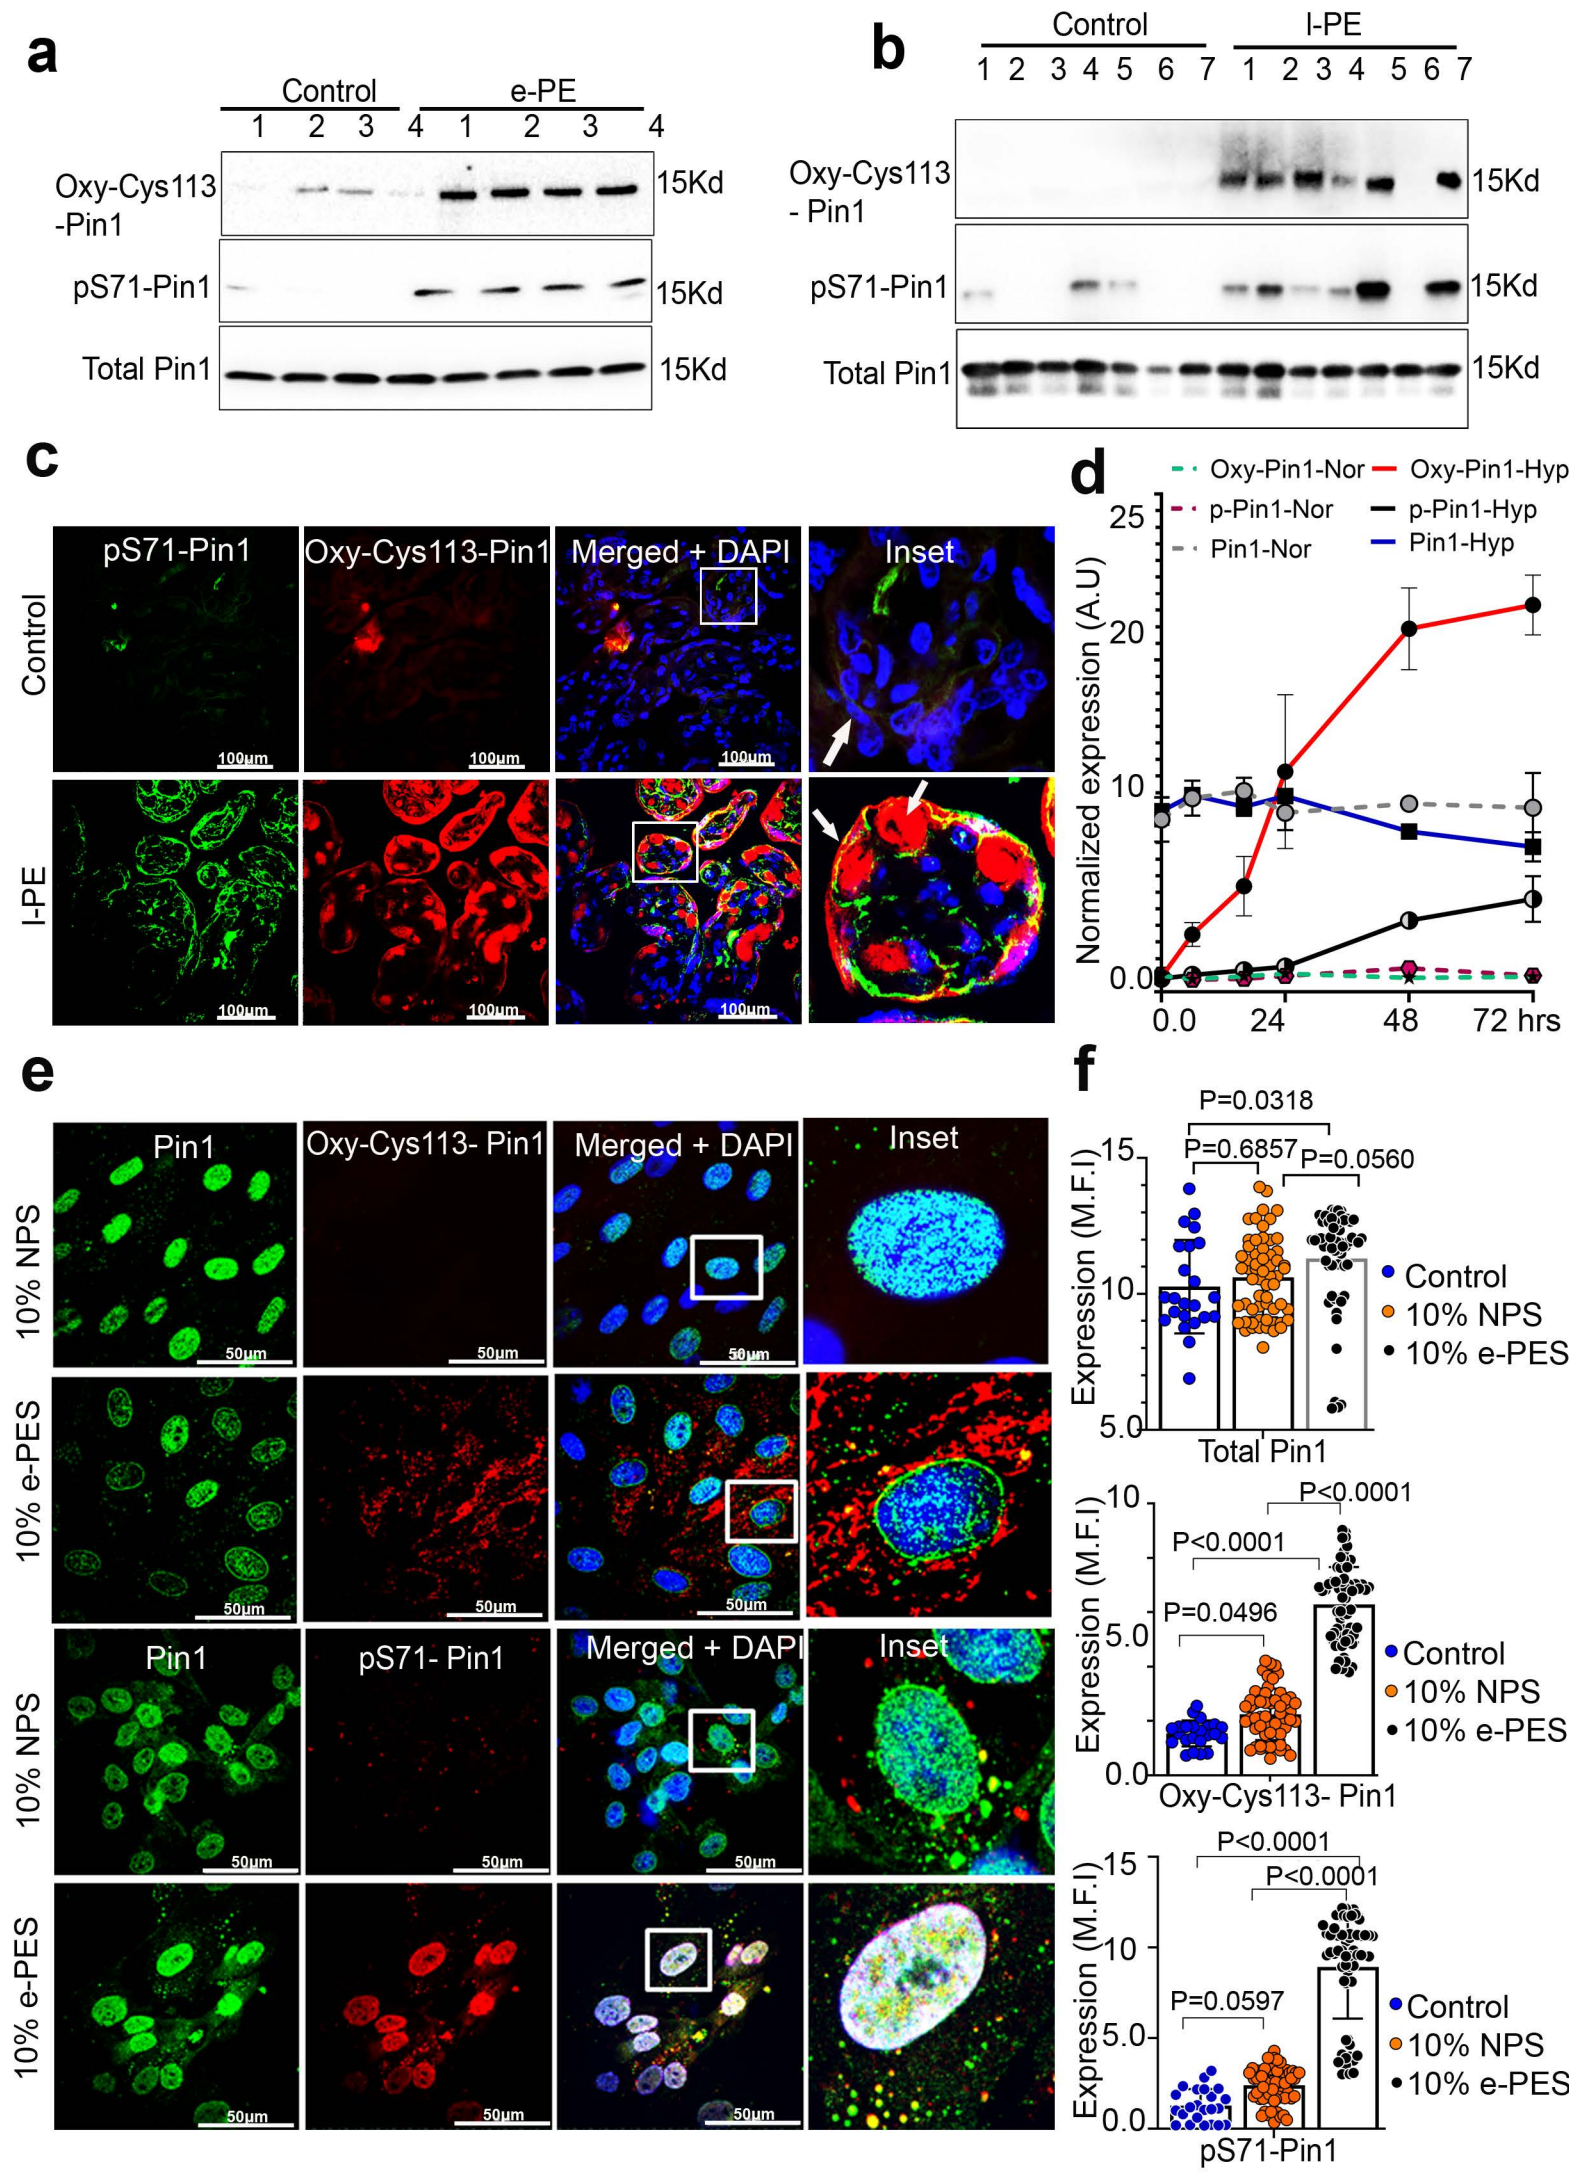 a
Control e-PE
1 2 3 4 1 2 3 4
Oxy-Cys113
-Pin1
15Kd
pS71-Pin1
15Kd
Total Pin1
15Kd
b
Control l-PE
1 2 3 4 5 6 7 1 2 3 4 5 6 7
Oxy-Cys113
- Pin1
15Kd
pS71-Pin1
15Kd
Total Pin1
15Kd
c
pS71-Pin1 Oxy-Cys113-Pin1 Merged + DAPI Inset
Control
100µm 100µm 100µm
l-PE
100µm 100µm 100µm
d
Oxy-Pin1-Nor Oxy-Pin1-Hyp
p-Pin1-Nor p-Pin1-Hyp
Pin1-Nor Pin1-Hyp
Normalized expression (A.U)
25
20
10
0.0
0.0 24 48 72 hrs
e
Pin1 Oxy-Cys113- Pin1 Merged + DAPI Inset
10% NPS
50µm 50µm 50µm
10% e-PES
50µm 50µm 50µm
Pin1 pS71- Pin1 Merged + DAPI Inset
10% NPS
50µm 50µm 50µm
10% e-PES
50µm 50µm 50µm
f
P=0.0318
P=0.6857
P=0.0560
Expression (M.F.I)
15
10
5.0
Total Pin1
Control
10% NPS
10% e-PES
P<0.0001
P<0.0001
P=0.0496
Expression (M.F.I)
10
5.0
0.0
Oxy-Cys113- Pin1
Control
10% NPS
10% e-PES
P<0.0001
P<0.0001
P=0.0597
Expression (M.F.I)
15
10
5.0
0.0
pS71-Pin1
Control
10% NPS
10% e-PES